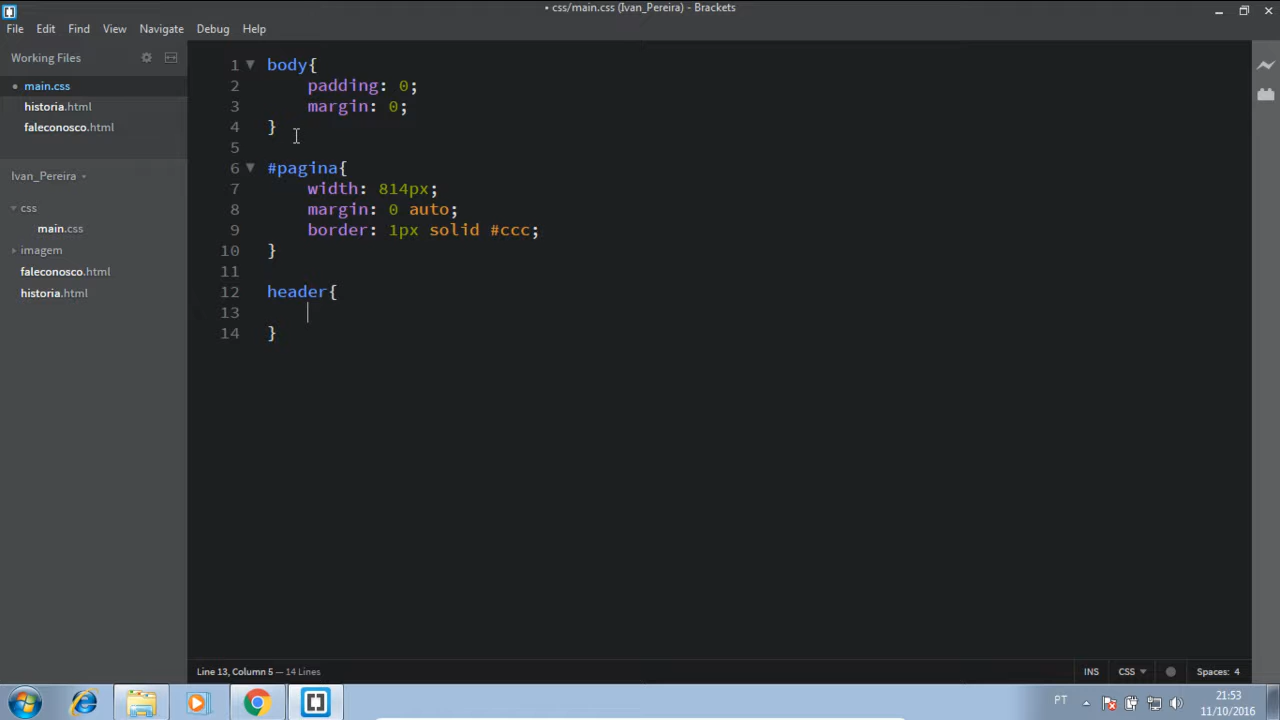 • css/main.css (Ivan_Pereira) - Brackets
File Edit View Navigate Debug Help
Working Files
main.css
historia.html
faleconosco.html
Ivan_Pereira
css
main.css
imagem
faleconosco.html
historia.html
1 body{
2 padding: 0;
3 margin: 0;
4 }
5
6 #pagina{
7 width: 814px;
8 margin: 0 auto;
9 border: 1px solid #ccc;
10 }
11
12 header{
13
14 }
Line 13, Column 5 — 14 Lines
INS CSS Spaces: 4
PT 21:53
11/10/2016